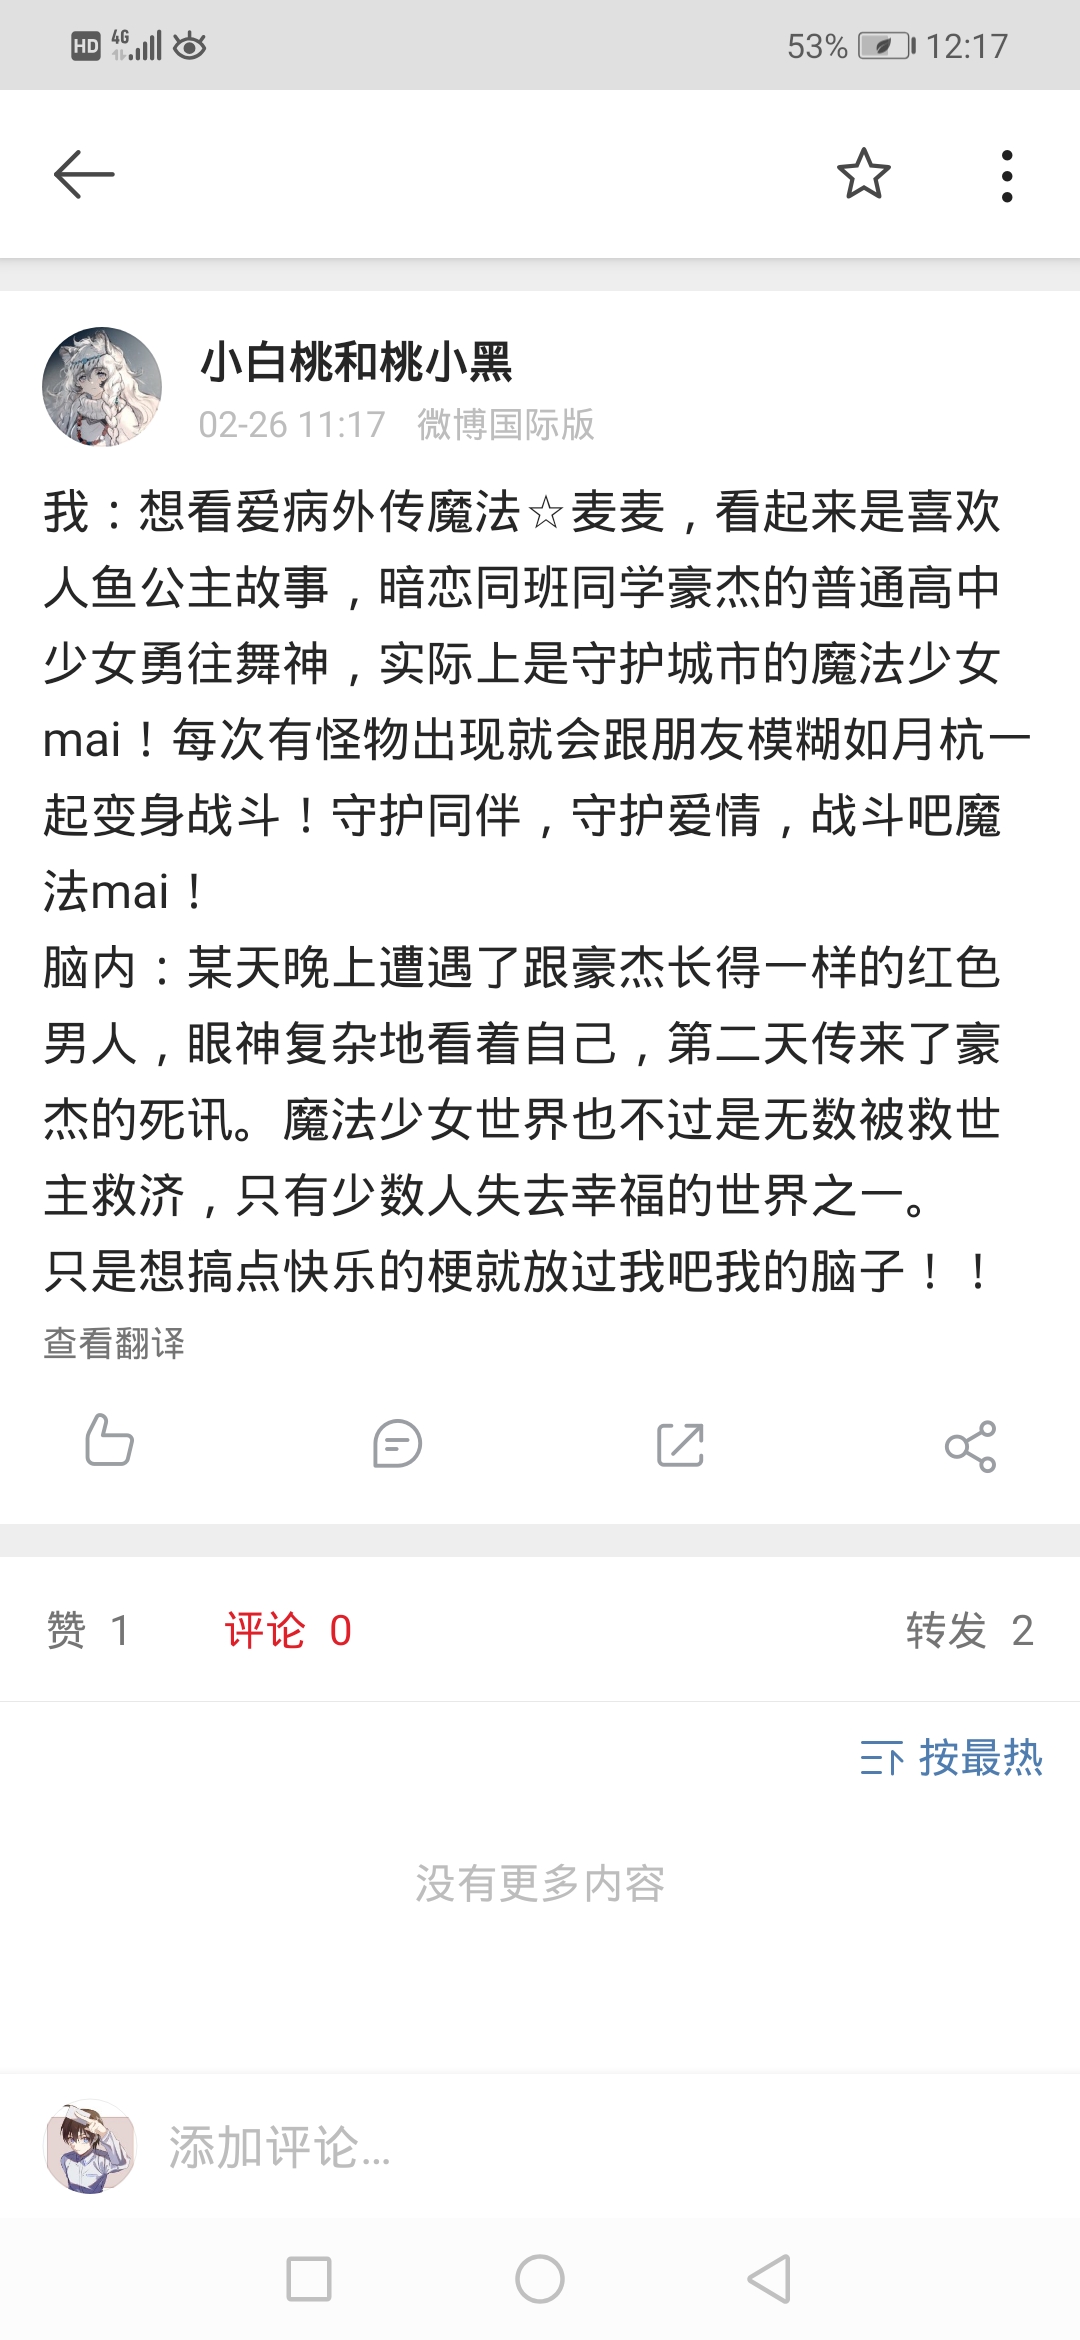 HD 4G 53% 12:17
小白桃和桃小黑
02-26 11:17 微博国际版
我：想看爱病外传魔法☆麦麦，看起来是喜欢
人鱼公主故事，暗恋同班同学豪杰的普通高中
少女勇往舞神，实际上是守护城市的魔法少女
mai！每次有怪物出现就会跟朋友模糊如月杭一
起变身战斗！守护同伴，守护爱情，战斗吧魔
法mai！
脑内：某天晚上遭遇了跟豪杰长得一样的红色
男人，眼神复杂地看着自己，第二天传来了豪
杰的死讯。魔法少女世界也不过是无数被救世
主救济，只有少数人失去幸福的世界之一。
只是想搞点快乐的梗就放过我吧我的脑子！！
查看翻译
赞 1 评论 0 转发 2
按最热
没有更多内容
添加评论...